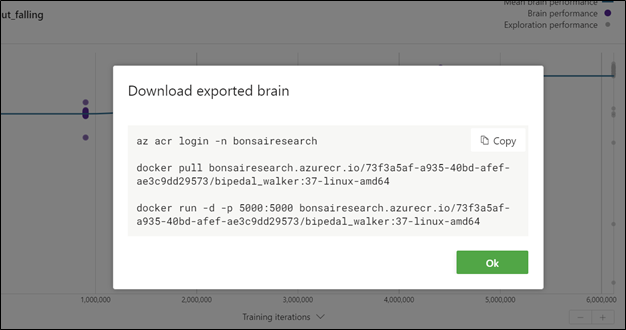 ut_falling
Mean brain performance
Brain performance
Exploration performance
Download exported brain
az acr login -n bonsairesearch
Copy
docker pull bonsairesearch.azurecr.io/73f3a5af-a935-40bd-afef-
ae3c9dd29573/bipedal_walker:37-linux-amd64
docker run -d -p 5000:5000 bonsairesearch.azurecr.io/73f3a5af-
a935-40bd-afef-ae3c9dd29573/bipedal_walker:37-linux-amd64
Ok
1,000,000 2,000,000 3,000,000 4,000,000 5,000,000 6,000,000
Training iterations